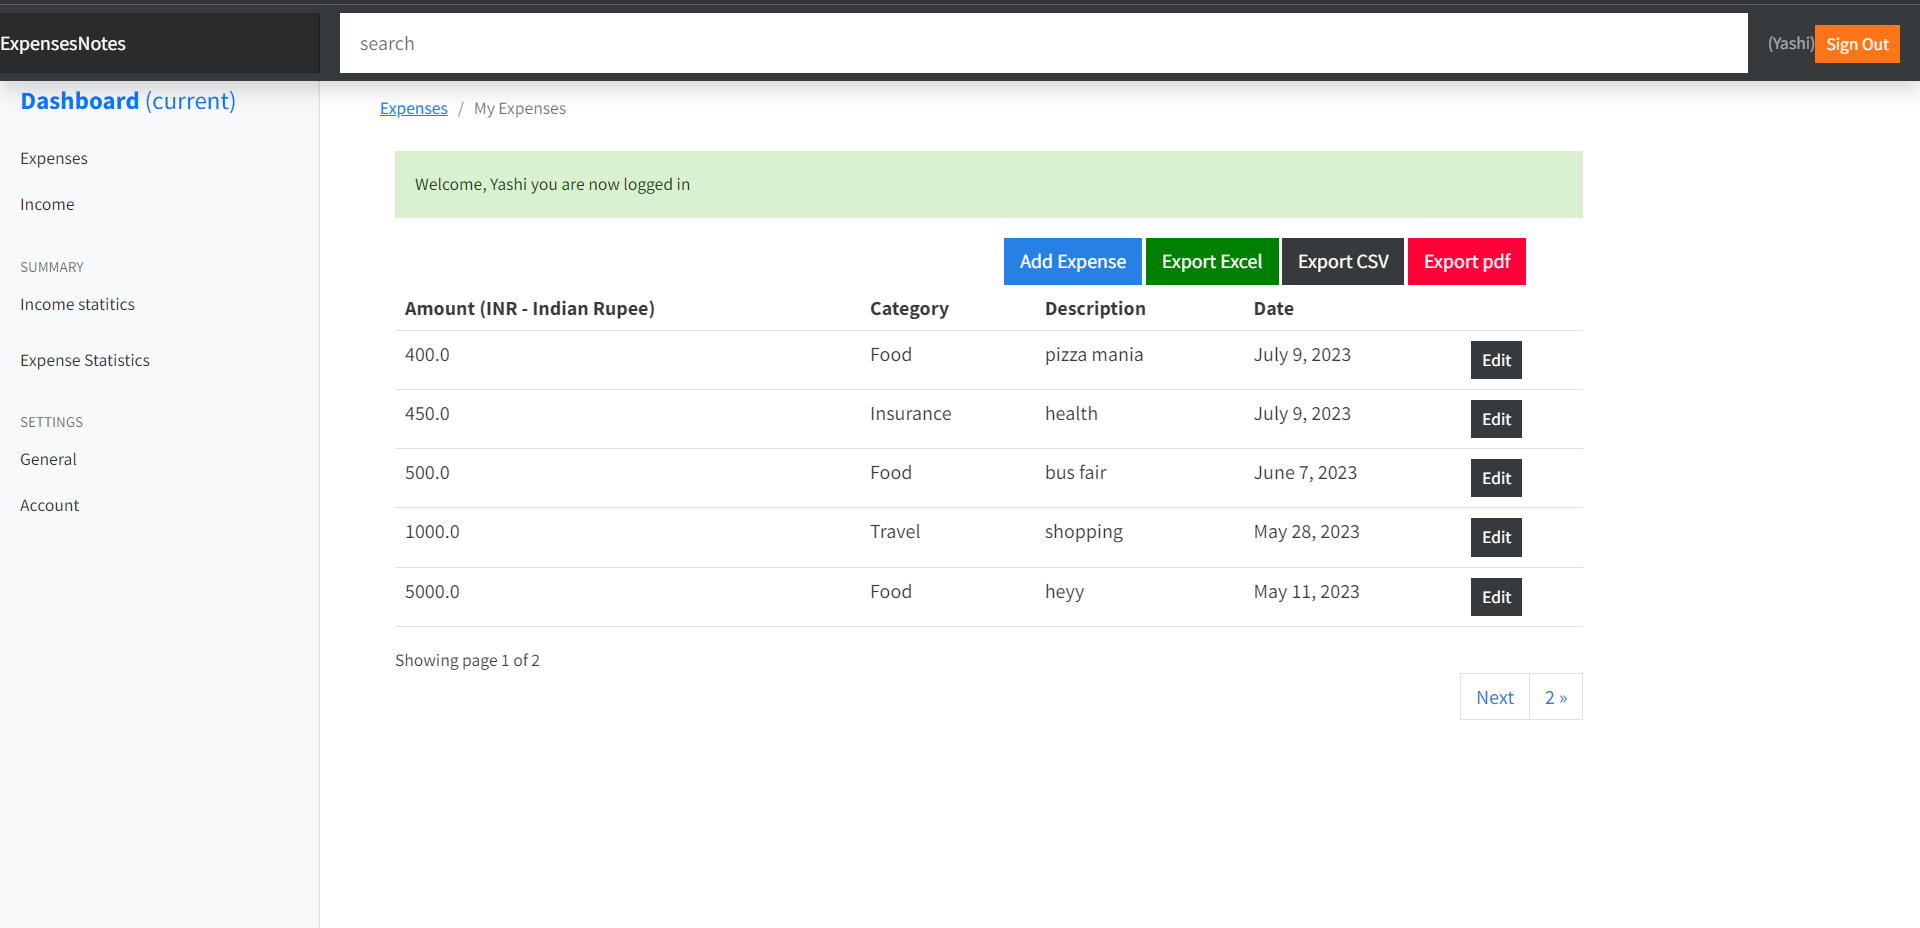 ExpensesNotes
search
(Yashi) Sign Out
Dashboard (current)
Expenses
Income
SUMMARY
Income statitics
Expense Statistics
SETTINGS
General
Account
Expenses / My Expenses
Welcome, Yashi you are now logged in
Add Expense Export Excel Export CSV Export pdf
Amount (INR - Indian Rupee) Category Description Date
400.0 Food pizza mania July 9, 2023 Edit
450.0 Insurance health July 9, 2023 Edit
500.0 Food bus fair June 7, 2023 Edit
1000.0 Travel shopping May 28, 2023 Edit
5000.0 Food heyy May 11, 2023 Edit
Showing page 1 of 2
Next 2 »